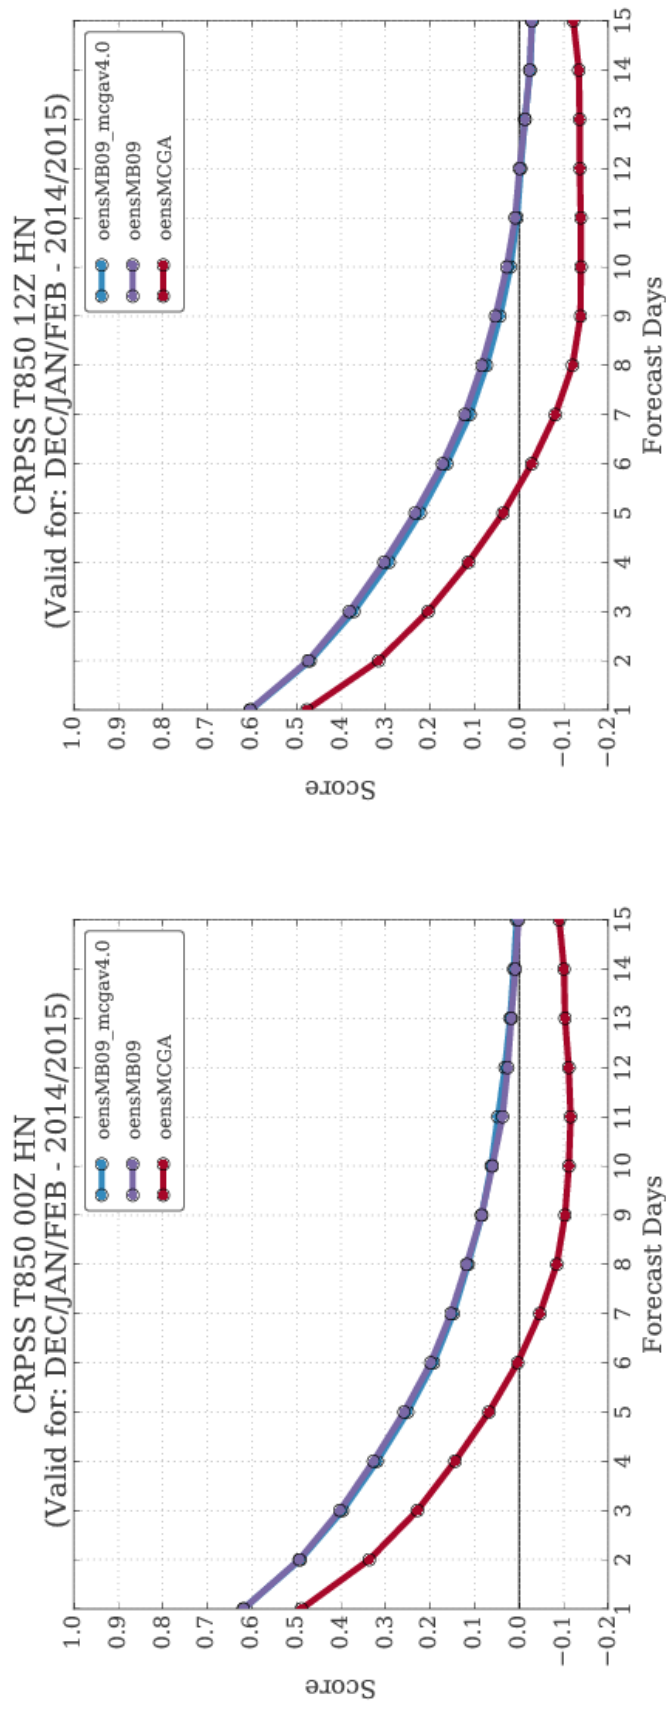 CRPSS T850 00Z HN
(Valid for: DEC/JAN/FEB - 2014/2015)
1.0
0.9
0.8
0.7
0.6
0.5
0.4
0.3
0.2
0.1
0.0
−0.1
−0.2
Score
oensMB09_mcgav4.0
oensMB09
oensMCGA
1 2 3 4 5 6 7 8 9 10 11 12 13 14 15
Forecast Days
CRPSS T850 12Z HN
(Valid for: DEC/JAN/FEB - 2014/2015)
1.0
0.9
0.8
0.7
0.6
0.5
0.4
0.3
0.2
0.1
0.0
−0.1
−0.2
Score
oensMB09_mcgav4.0
oensMB09
oensMCGA
1 2 3 4 5 6 7 8 9 10 11 12 13 14 15
Forecast Days